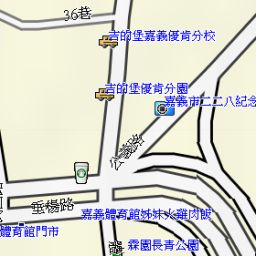 36巷
吉的堡嘉義優肯分校
吉的堡優肯分園
嘉義市二二八紀念
公義路
垂楊路
嘉義體育館姊妹火雞肉飯
體育館門市
霖園長青公園